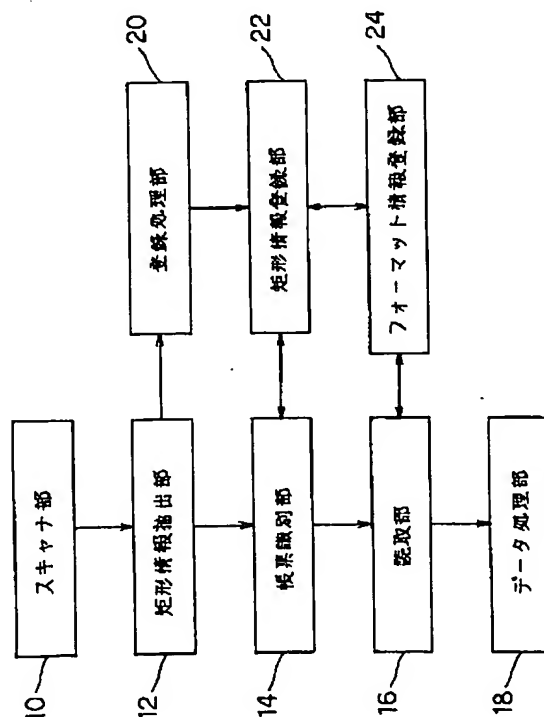 10
スキャナ部
12
矩形情報抽出部
20
登録処理部
14
帳票識別部
22
矩形情報登録部
16
読取部
24
フォーマット情報登録部
18
データ処理部